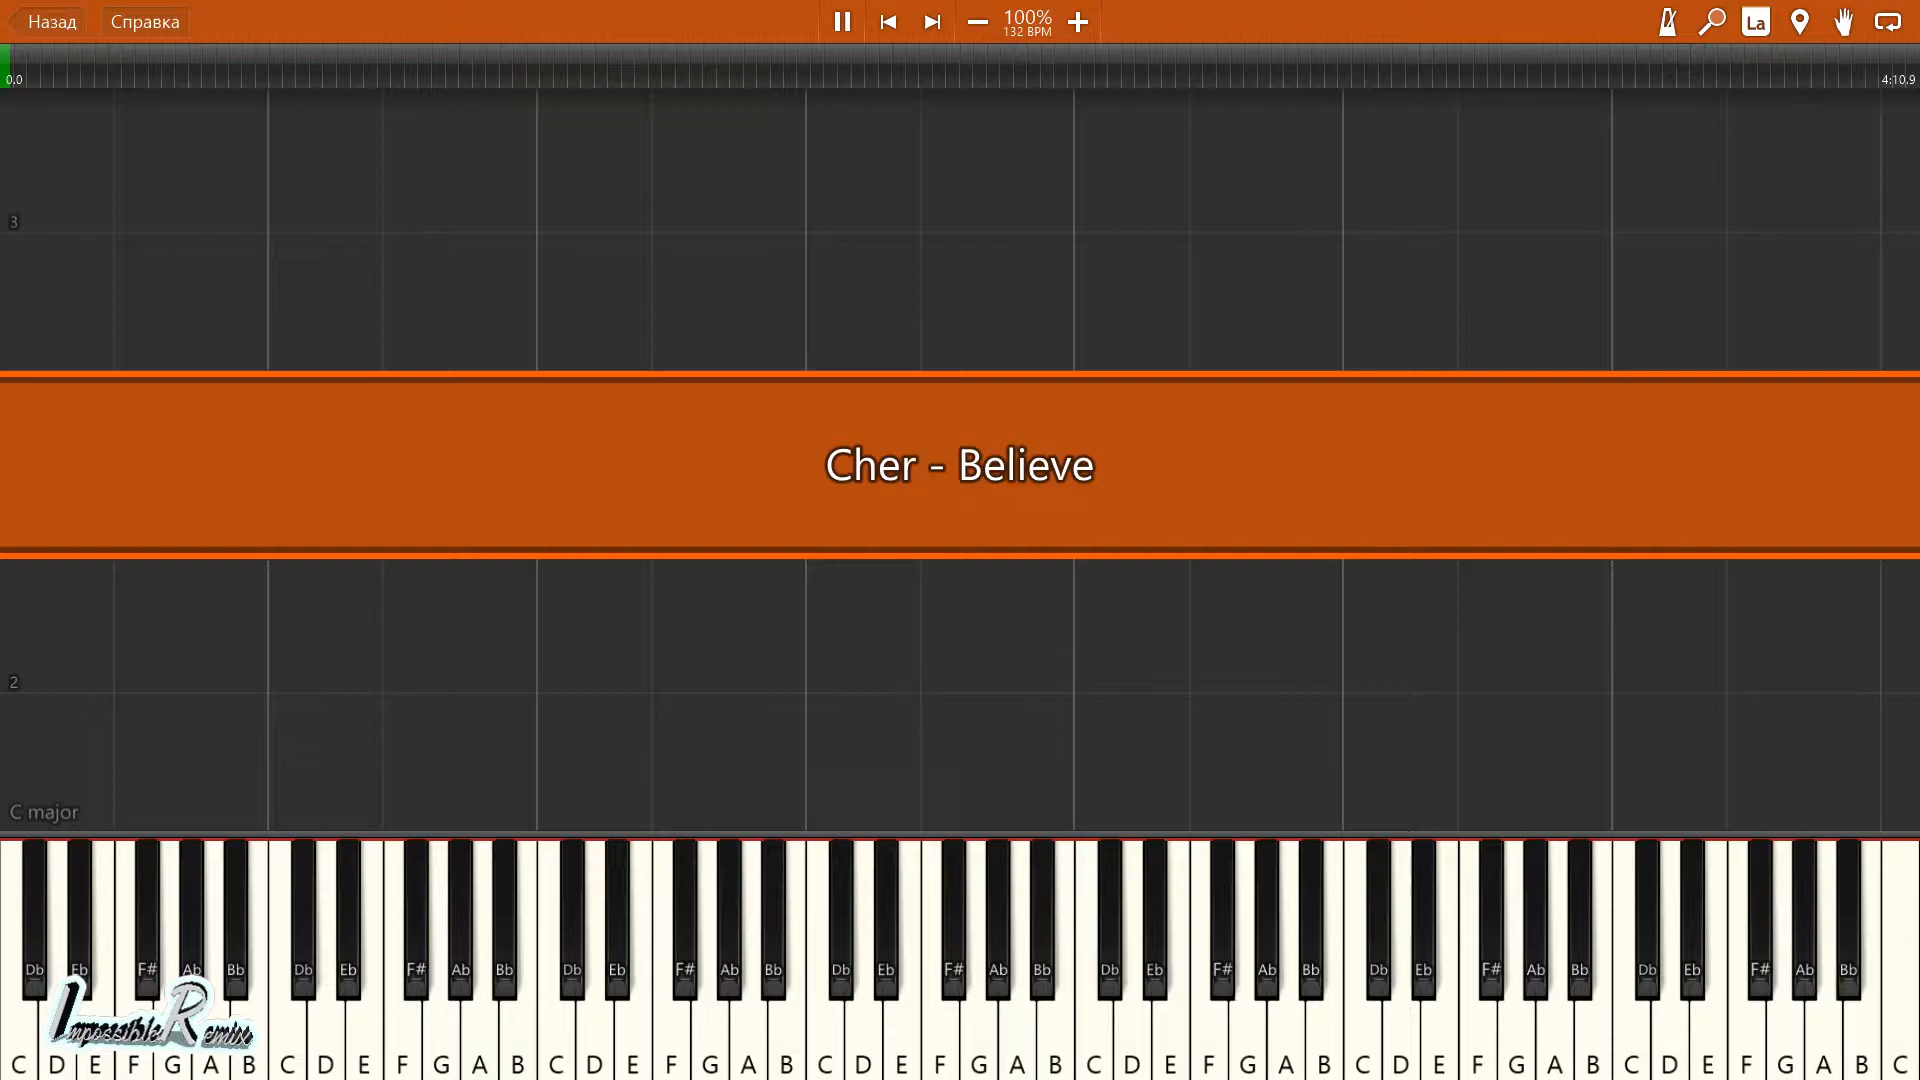 Назад Справка 100% La
132 BPM
0.0 4:10.9
3
Cher - Believe
2
C major
Db Eb F# Ab Bb Db Eb F# Ab Bb Db Eb F# Ab Bb Db Eb F# Ab Bb Db Eb F# Ab Bb Db Eb F# Ab Bb Db Eb F# Ab Bb
Impossible Remix
C D E F G A B C D E F G A B C D E F G A B C D E F G A B C D E F G A B C D E F G A B C D E F G A B C